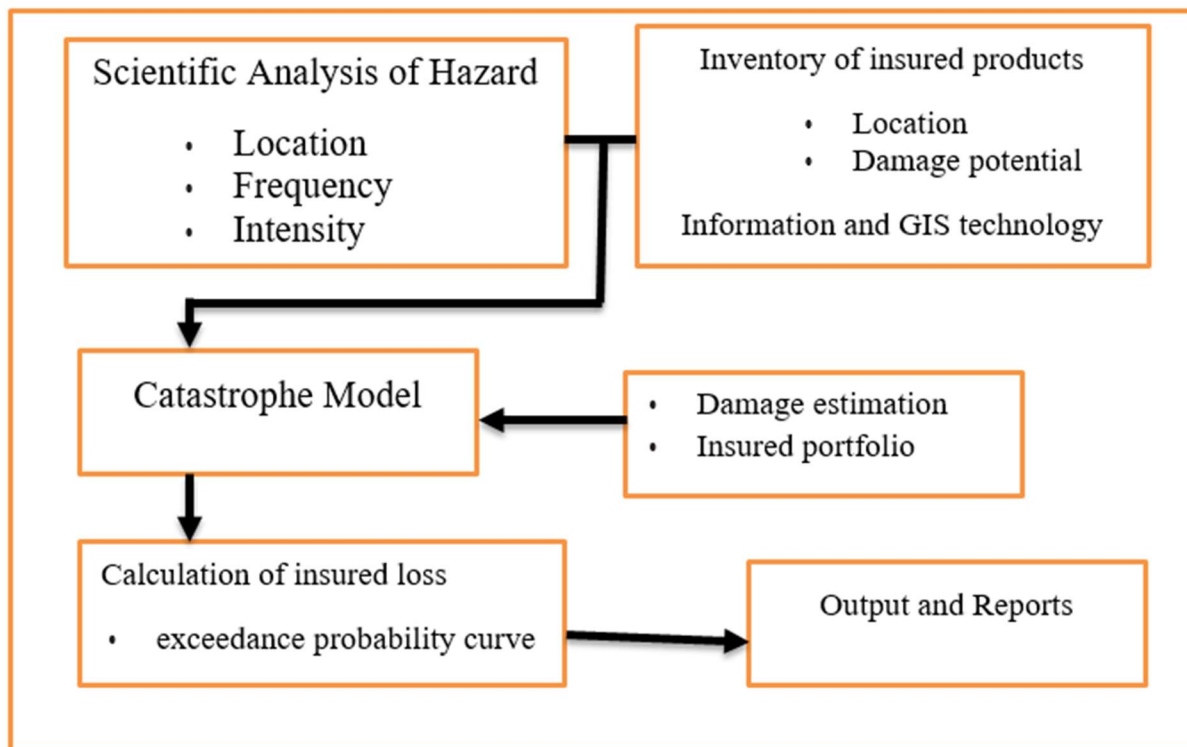 Scientific Analysis of Hazard
• Location
• Frequency
• Intensity
Inventory of insured products
• Location
• Damage potential
Information and GIS technology
Catastrophe Model
• Damage estimation
• Insured portfolio
Calculation of insured loss
• exceedance probability curve
Output and Reports